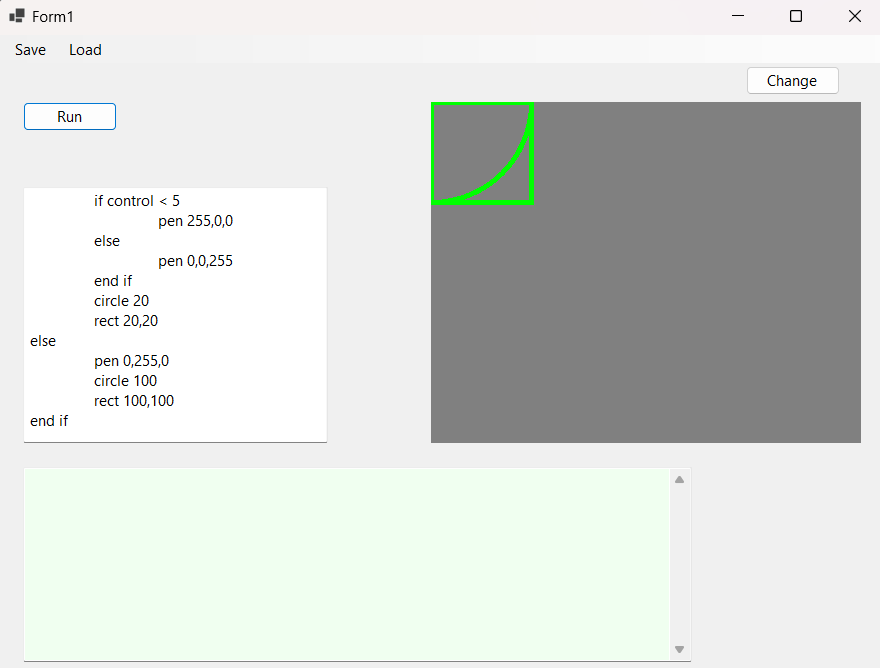 Form1
Save Load
Change
Run
if control < 5
pen 255,0,0
else
pen 0,0,255
end if
circle 20
rect 20,20
else
pen 0,255,0
circle 100
rect 100,100
end if